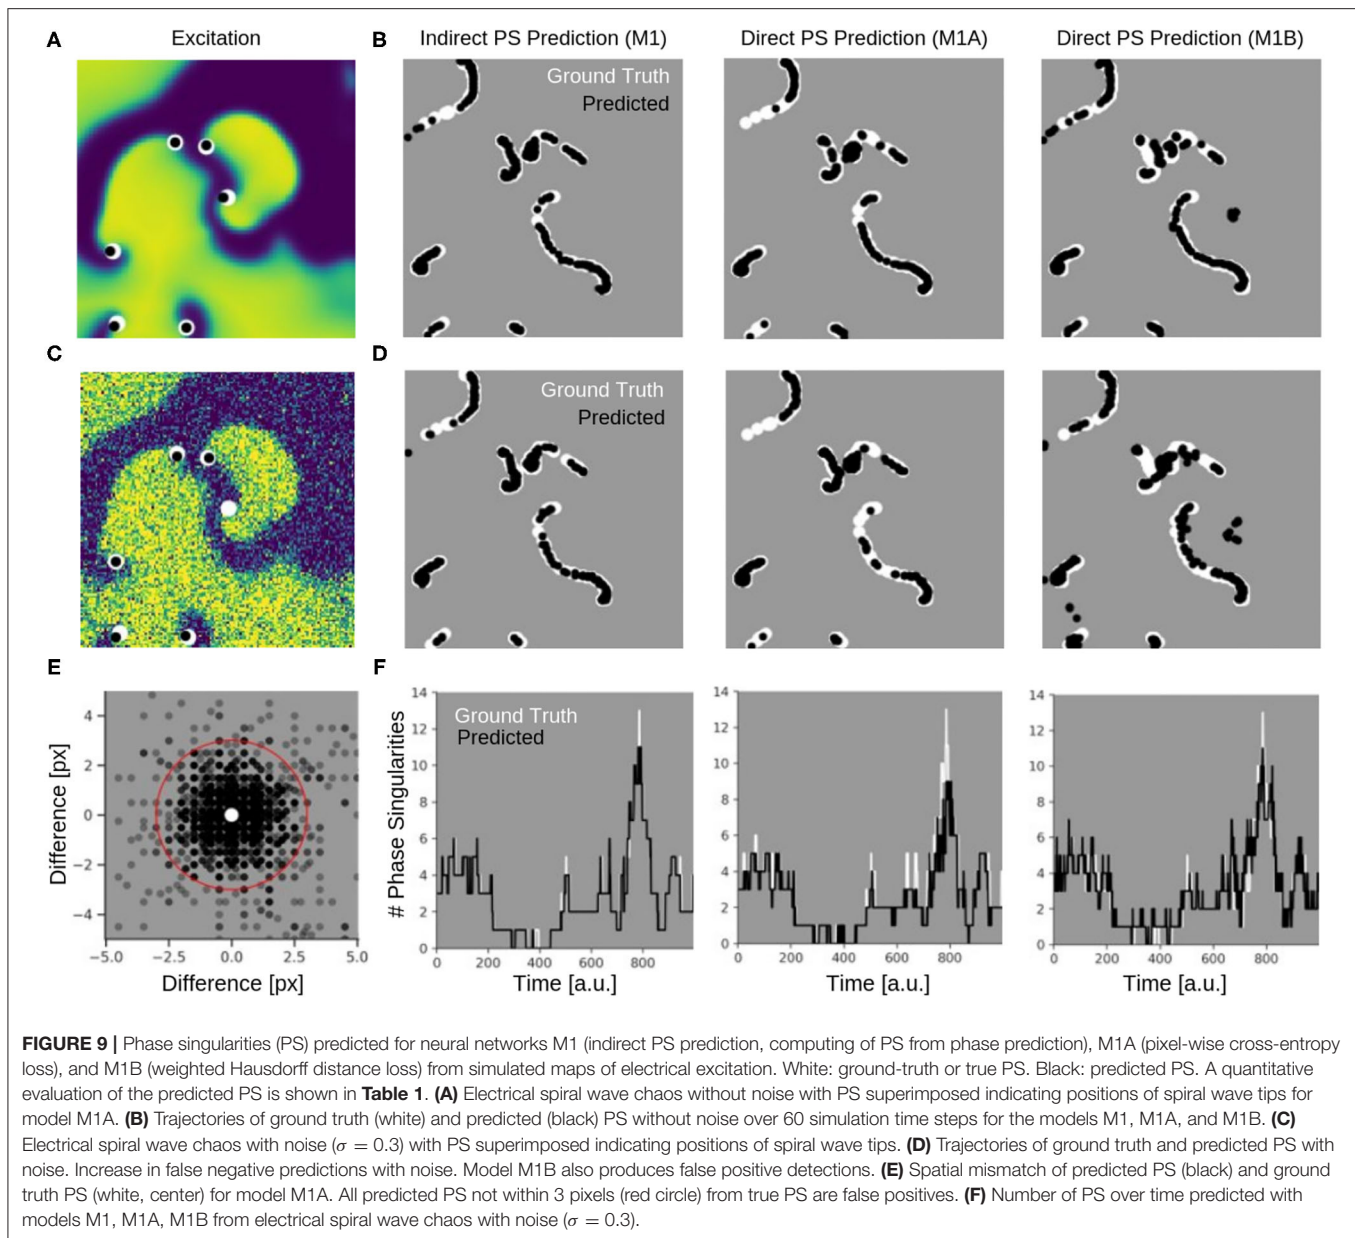 A
Excitation
B
Indirect PS Prediction (M1)
Direct PS Prediction (M1A)
Direct PS Prediction (M1B)
Ground Truth
Predicted
C
D
Ground Truth
Predicted
E
4
2
0
−2
−4
Difference [px]
−5.0
−2.5
0.0
2.5
5.0
Difference [px]
F
14
12
10
8
6
4
2
0
# Phase Singularities
Ground Truth
Predicted
0
200
400
600
800
Time [a.u.]
14
12
10
8
6
4
2
0
0
200
400
600
800
Time [a.u.]
14
12
10
8
6
4
2
0
0
200
400
600
800
Time [a.u.]
FIGURE 9 | Phase singularities (PS) predicted for neural networks M1 (indirect PS prediction, computing of PS from phase prediction), M1A (pixel-wise cross-entropy
loss), and M1B (weighted Hausdorff distance loss) from simulated maps of electrical excitation. White: ground-truth or true PS. Black: predicted PS. A quantitative
evaluation of the predicted PS is shown in Table 1. (A) Electrical spiral wave chaos without noise with PS superimposed indicating positions of spiral wave tips for
model M1A. (B) Trajectories of ground truth (white) and predicted (black) PS without noise over 60 simulation time steps for the models M1, M1A, and M1B. (C)
Electrical spiral wave chaos with noise (σ = 0.3) with PS superimposed indicating positions of spiral wave tips. (D) Trajectories of ground truth and predicted PS with
noise. Increase in false negative predictions with noise. Model M1B also produces false positive detections. (E) Spatial mismatch of predicted PS (black) and ground
truth PS (white, center) for model M1A. All predicted PS not within 3 pixels (red circle) from true PS are false positives. (F) Number of PS over time predicted with
models M1, M1A, M1B from electrical spiral wave chaos with noise (σ = 0.3).